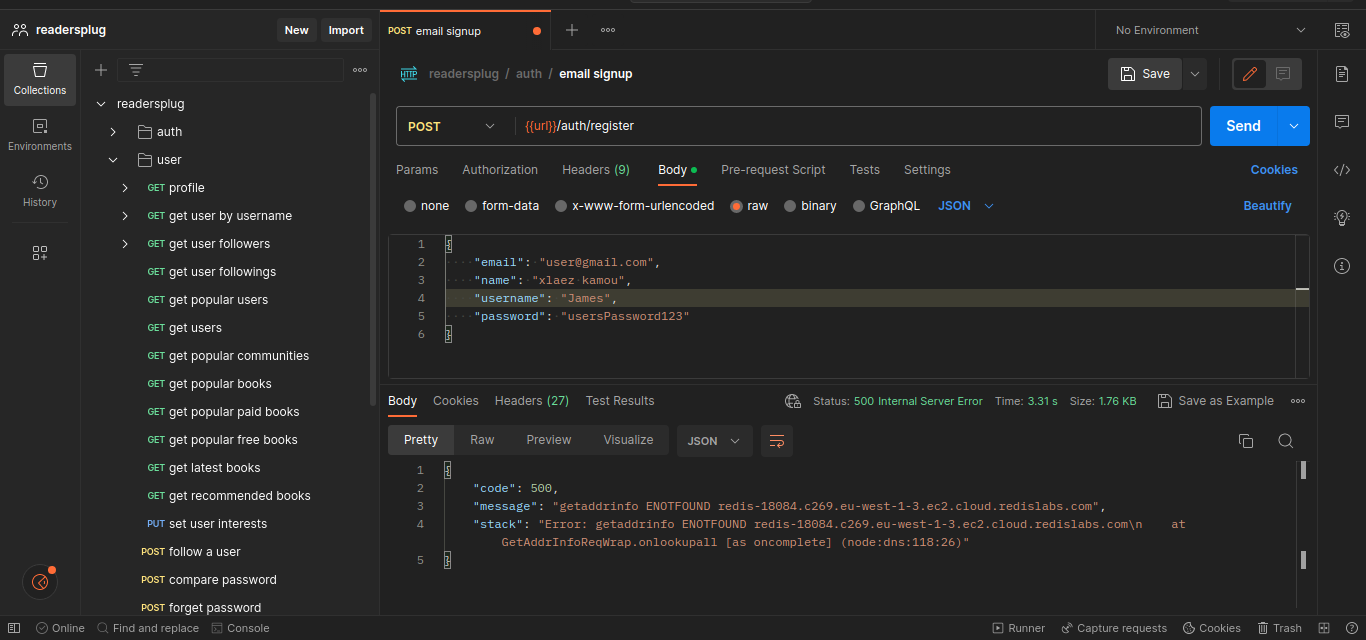 readersplug
New Import
POST email signup
No Environment
Collections
Environments
History
readersplug
auth
user
GET profile
GET get user by username
GET get user followers
GET get user followings
GET get popular users
GET get users
GET get popular communities
GET get popular books
GET get popular paid books
GET get popular free books
GET get latest books
GET get recommended books
PUT set user interests
POST follow a user
POST compare password
POST forget password
HTTP readersplug / auth / email signup
Save
POST {{url}}/auth/register
Send
Params Authorization Headers (9) Body Pre-request Script Tests Settings Cookies
none form-data x-www-form-urlencoded raw binary GraphQL JSON Beautify
1 {
2 "email": "user@gmail.com",
3 "name": "xlaez kamou",
4 "username": "James",
5 "password": "usersPassword123"
6 }
Body Cookies Headers (27) Test Results Status: 500 Internal Server Error Time: 3.31 s Size: 1.76 KB Save as Example
Pretty Raw Preview Visualize JSON
1 {
2 "code": 500,
3 "message": "getaddrinfo ENOTFOUND redis-18084.c269.eu-west-1-3.ec2.cloud.redislabs.com",
4 "stack": "Error: getaddrinfo ENOTFOUND redis-18084.c269.eu-west-1-3.ec2.cloud.redislabs.com\n at
GetAddrInfoReqWrap.onlookupall [as oncomplete] (node:dns:118:26)"
5 }
Online Find and replace Console Runner Capture requests Cookies Trash